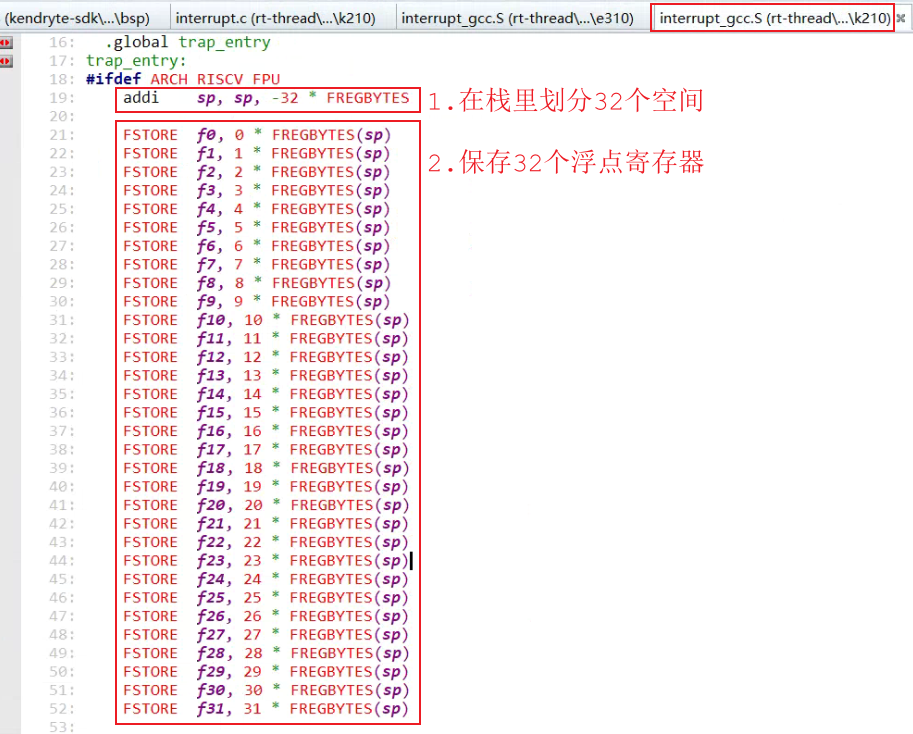 (kendryte-sdk\...\bsp) interrupt.c (rt-thread\...\k210) interrupt_gcc.S (rt-thread\...\e310) interrupt_gcc.S (rt-thread\...\k210)
16: .global trap_entry
17: trap_entry:
18: #ifdef ARCH_RISCV_FPU
19: addi sp, sp, -32 * FREGBYTES 1.在栈里划分32个空间
20:
21: FSTORE f0, 0 * FREGBYTES(sp)
22: FSTORE f1, 1 * FREGBYTES(sp) 2.保存32个浮点寄存器
23: FSTORE f2, 2 * FREGBYTES(sp)
24: FSTORE f3, 3 * FREGBYTES(sp)
25: FSTORE f4, 4 * FREGBYTES(sp)
26: FSTORE f5, 5 * FREGBYTES(sp)
27: FSTORE f6, 6 * FREGBYTES(sp)
28: FSTORE f7, 7 * FREGBYTES(sp)
29: FSTORE f8, 8 * FREGBYTES(sp)
30: FSTORE f9, 9 * FREGBYTES(sp)
31: FSTORE f10, 10 * FREGBYTES(sp)
32: FSTORE f11, 11 * FREGBYTES(sp)
33: FSTORE f12, 12 * FREGBYTES(sp)
34: FSTORE f13, 13 * FREGBYTES(sp)
35: FSTORE f14, 14 * FREGBYTES(sp)
36: FSTORE f15, 15 * FREGBYTES(sp)
37: FSTORE f16, 16 * FREGBYTES(sp)
38: FSTORE f17, 17 * FREGBYTES(sp)
39: FSTORE f18, 18 * FREGBYTES(sp)
40: FSTORE f19, 19 * FREGBYTES(sp)
41: FSTORE f20, 20 * FREGBYTES(sp)
42: FSTORE f21, 21 * FREGBYTES(sp)
43: FSTORE f22, 22 * FREGBYTES(sp)
44: FSTORE f23, 23 * FREGBYTES(sp)
45: FSTORE f24, 24 * FREGBYTES(sp)
46: FSTORE f25, 25 * FREGBYTES(sp)
47: FSTORE f26, 26 * FREGBYTES(sp)
48: FSTORE f27, 27 * FREGBYTES(sp)
49: FSTORE f28, 28 * FREGBYTES(sp)
50: FSTORE f29, 29 * FREGBYTES(sp)
51: FSTORE f30, 30 * FREGBYTES(sp)
52: FSTORE f31, 31 * FREGBYTES(sp)
53: